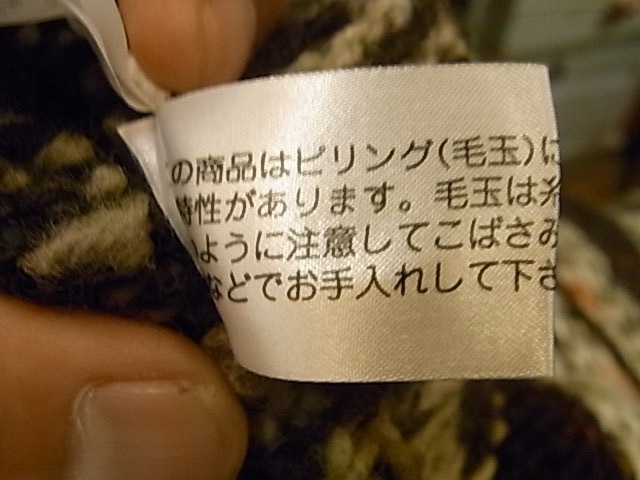 の商品はピリング(毛玉)に
特性があります。毛玉は糸
ように注意してこばさみ
などでお手入れして下さ